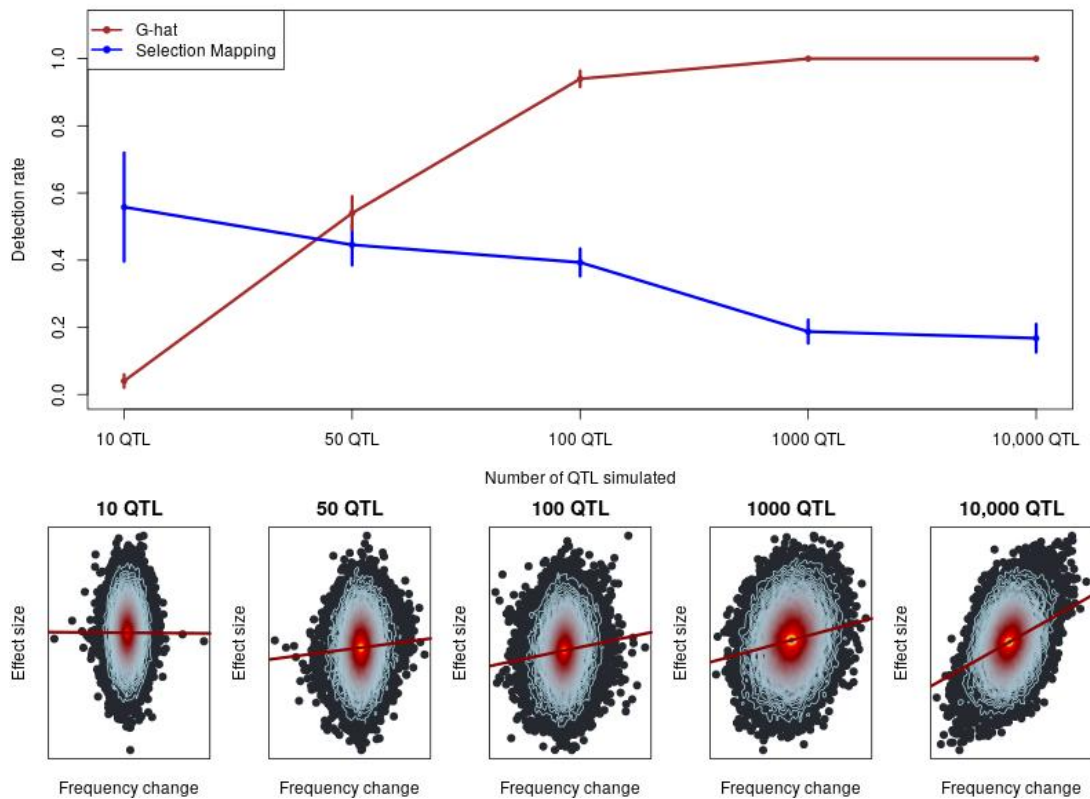 G-hat
Selection Mapping
Detection rate
1.0
0.8
0.6
0.4
0.2
0.0
10 QTL
50 QTL
100 QTL
1000 QTL
10,000 QTL
Number of QTL simulated
10 QTL
50 QTL
100 QTL
1000 QTL
10,000 QTL
Effect size
Effect size
Effect size
Effect size
Effect size
Frequency change
Frequency change
Frequency change
Frequency change
Frequency change